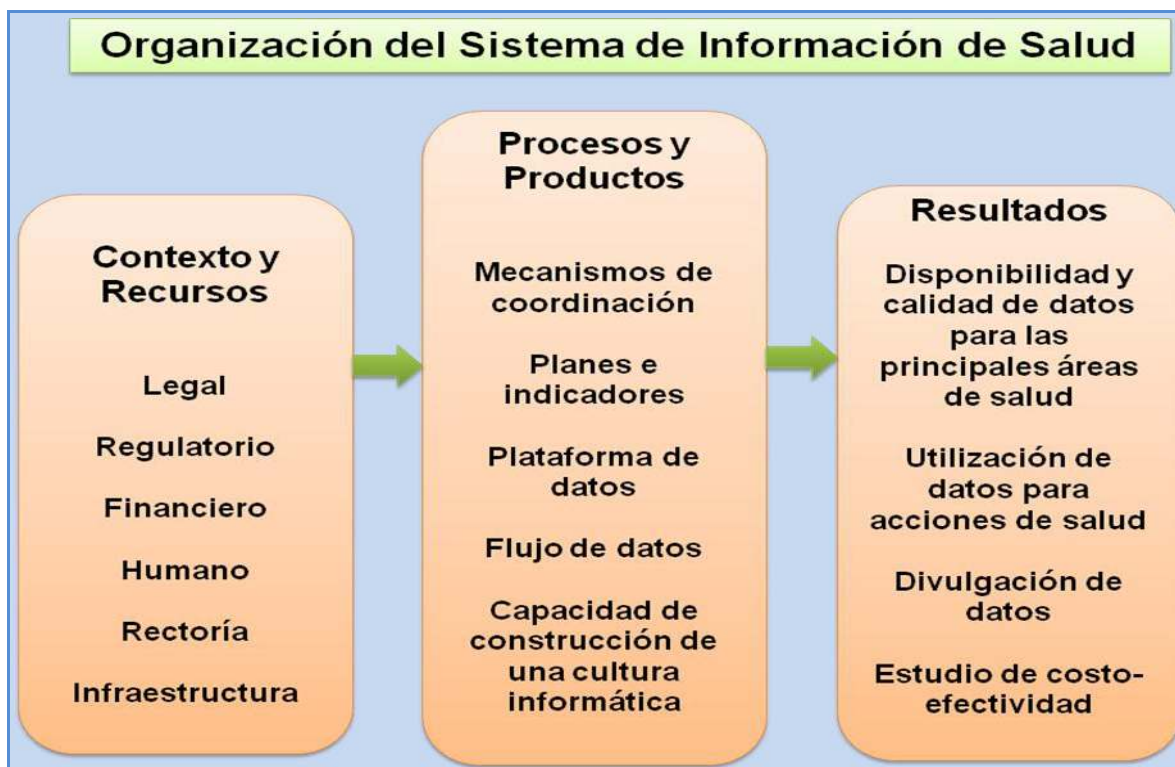 Organización del Sistema de Información de Salud
Contexto y
Recursos
Legal
Regulatorio
Financiero
Humano
Rectoría
Infraestructura
Procesos y
Productos
Mecanismos de
coordinación
Planes e
indicadores
Plataforma de
datos
Flujo de datos
Capacidad de
construcción de
una cultura
informática
Resultados
Disponibilidad y
calidad de datos
para las
principales áreas
de salud
Utilización de
datos para
acciones de salud
Divulgación de
datos
Estudio de costo-
efectividad